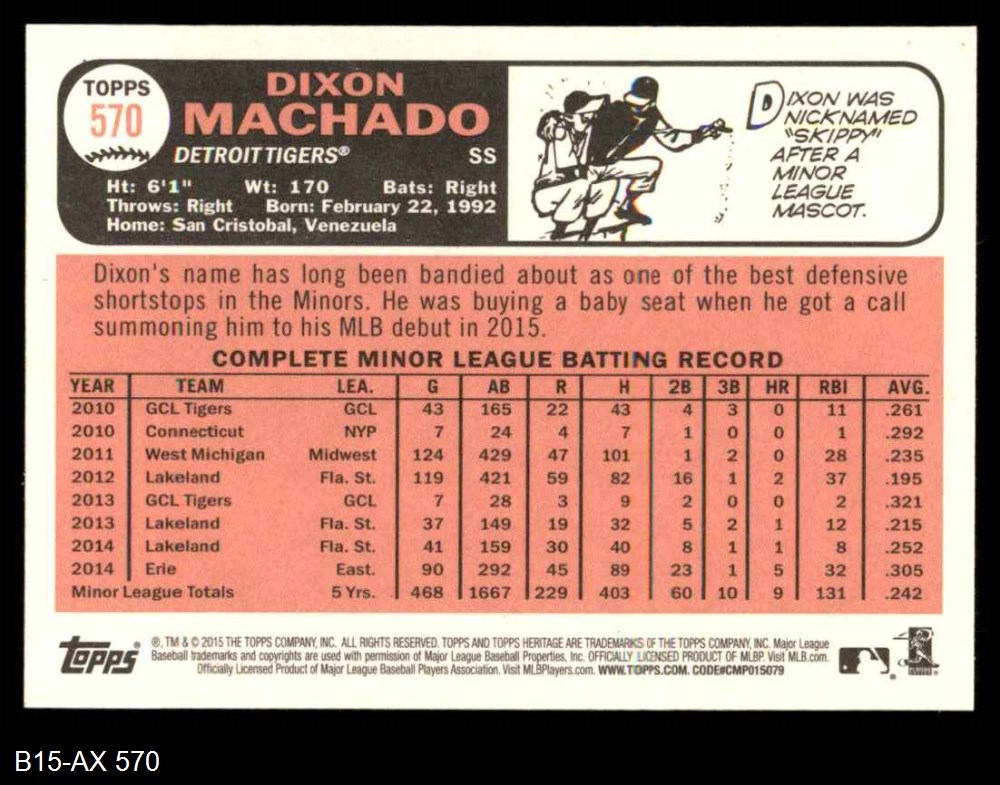 TOPPS
570
DIXON
MACHADO
DETROIT TIGERS® SS
Ht: 6'1" Wt: 170 Bats: Right
Throws: Right Born: February 22, 1992
Home: San Cristobal, Venezuela
DIXON WAS
NICKNAMED
"SKIPPY"
AFTER A
MINOR
LEAGUE
MASCOT.
Dixon's name has long been bandied about as one of the best defensive
shortstops in the Minors. He was buying a baby seat when he got a call
summoning him to his MLB debut in 2015.
COMPLETE MINOR LEAGUE BATTING RECORD
YEAR TEAM LEA. G AB R H 2B 3B HR RBI AVG.
2010 GCL Tigers GCL 43 165 22 43 4 3 0 11 .261
2010 Connecticut NYP 7 24 4 7 1 0 0 1 .292
2011 West Michigan Midwest 124 429 47 101 1 2 0 28 .235
2012 Lakeland Fla. St. 119 421 59 82 16 1 2 37 .195
2013 GCL Tigers GCL 7 28 3 9 2 0 0 2 .321
2013 Lakeland Fla. St. 37 149 19 32 5 2 1 12 .215
2014 Lakeland Fla. St. 41 159 30 40 8 1 1 8 .252
2014 Erie East. 90 292 45 89 23 1 5 32 .305
Minor League Totals 5 Yrs. 468 1667 229 403 60 10 9 131 .242
topps®
®, TM & © 2015 THE TOPPS COMPANY, INC. ALL RIGHTS RESERVED. TOPPS AND TOPPS HERITAGE ARE TRADEMARKS OF THE TOPPS COMPANY, INC. Major League
Baseball trademarks and copyrights are used with permission of Major League Baseball Properties, Inc. OFFICIALLY LICENSED PRODUCT OF MLBP. Visit MLB.com.
Officially Licensed Product of Major League Baseball Players Association. Visit MLBPlayers.com. WWW.TOPPS.COM. CODE#CMP015079
B15-AX 570